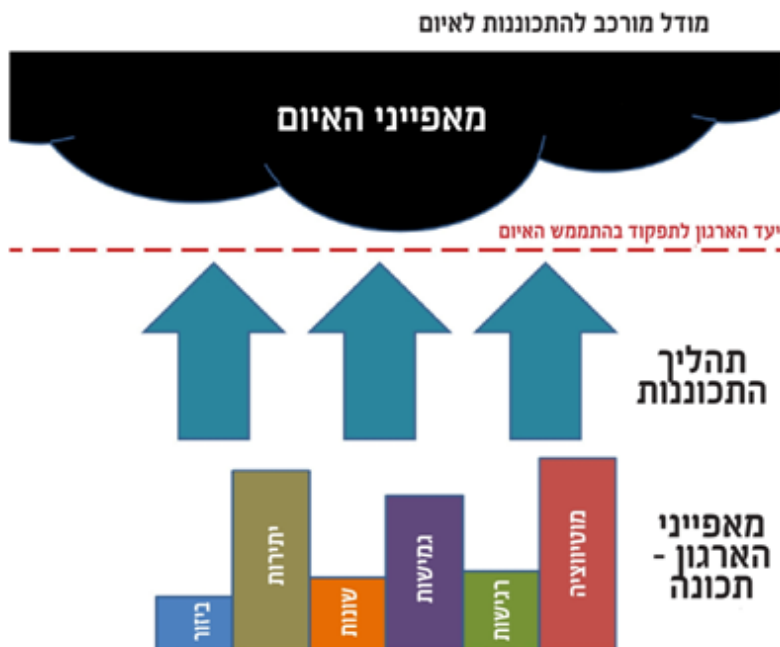 מודל מורכב להתכוננות לאיום
מאפייני האיום
יעד הארגון לתפקוד בהתממש האיום
תהליך
התכוננות
מאפייני
הארגון -
תכונה
מוטיווציה
רגישות
גמישות
שונות
יתירות
ביזור